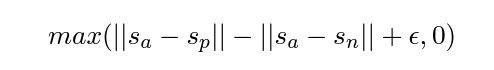 max(||s_a − s_p|| − ||s_a − s_n|| + ϵ, 0)